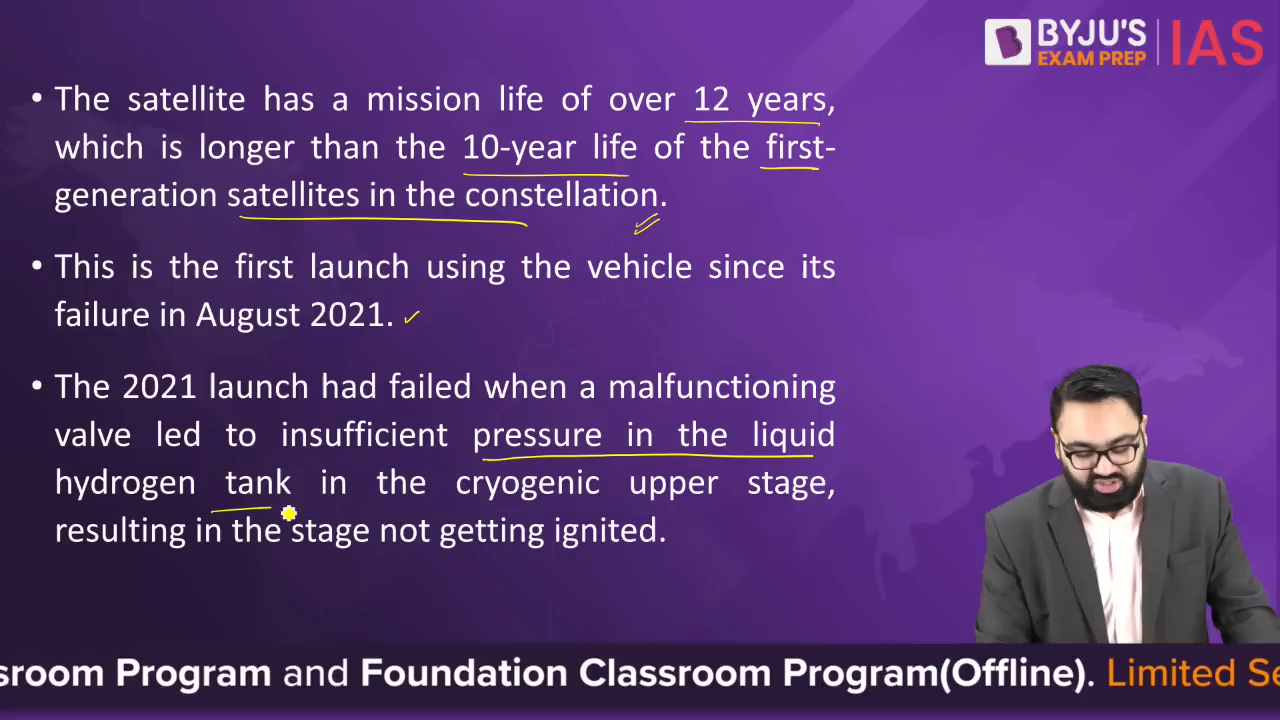 BYJU'S
EXAM PREP
IAS
• The satellite has a mission life of over 12 years,
which is longer than the 10-year life of the first-
generation satellites in the constellation.
• This is the first launch using the vehicle since its
failure in August 2021.
• The 2021 launch had failed when a malfunctioning
valve led to insufficient pressure in the liquid
hydrogen tank in the cryogenic upper stage,
resulting in the stage not getting ignited.
sroom Program and Foundation Classroom Program(Offline). Limited Se